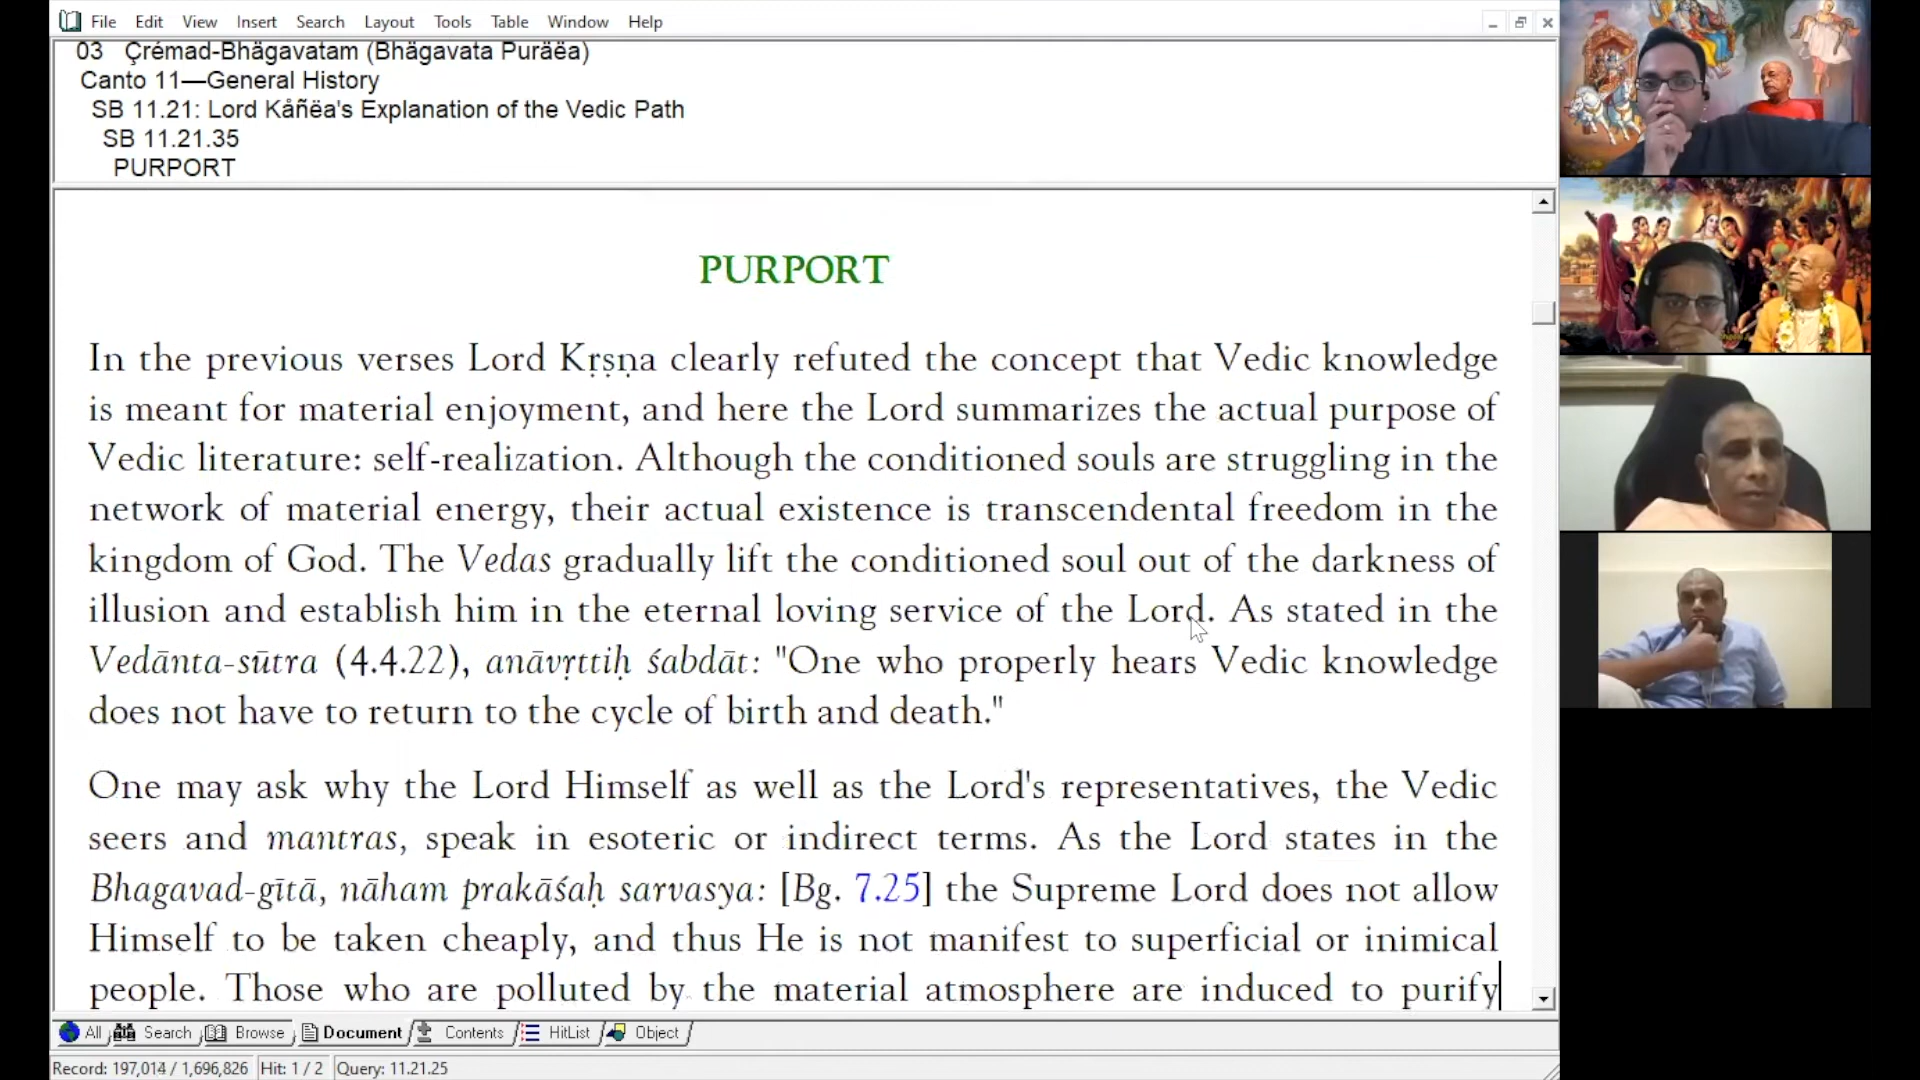 File Edit View Insert Search Layout Tools Table Window Help
03 Çrémad-Bhägavatam (Bhägavata Puräëa)
Canto 11—General History
SB 11.21: Lord Kåñëa's Explanation of the Vedic Path
SB 11.21.35
PURPORT
PURPORT
In the previous verses Lord Kṛṣṇa clearly refuted the concept that Vedic knowledge
is meant for material enjoyment, and here the Lord summarizes the actual purpose of
Vedic literature: self-realization. Although the conditioned souls are struggling in the
network of material energy, their actual existence is transcendental freedom in the
kingdom of God. The Vedas gradually lift the conditioned soul out of the darkness of
illusion and establish him in the eternal loving service of the Lord. As stated in the
Vedānta-sūtra (4.4.22), anāvṛttiḥ śabdāt: "One who properly hears Vedic knowledge
does not have to return to the cycle of birth and death."
One may ask why the Lord Himself as well as the Lord's representatives, the Vedic
seers and mantras, speak in esoteric or indirect terms. As the Lord states in the
Bhagavad-gītā, nāham prakāśaḥ sarvasya: [Bg. 7.25] the Supreme Lord does not allow
Himself to be taken cheaply, and thus He is not manifest to superficial or inimical
people. Those who are polluted by the material atmosphere are induced to purify
All Search Browse Document Contents HitList Object
Record: 197,014 / 1,696,826 Hit: 1 / 2 Query: 11.21.25